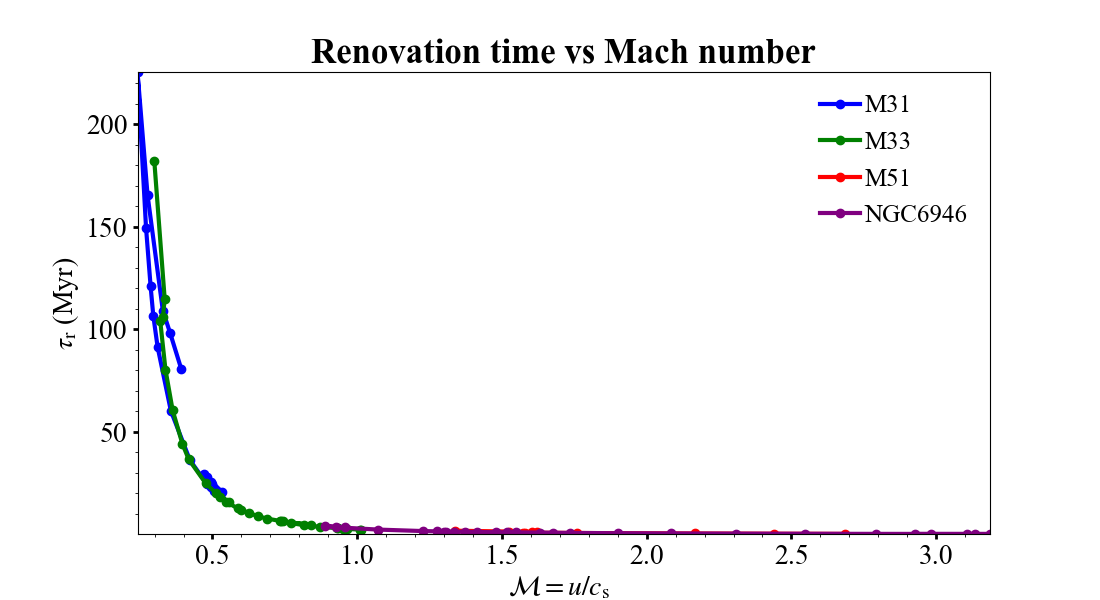 Renovation time vs Mach number
M31
M33
M51
NGC6946
200
150
100
50
τr (Myr)
0.5 1.0 1.5 2.0 2.5 3.0
ℳ = u/cs